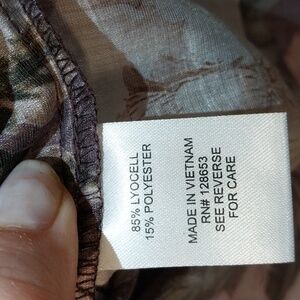 85% LYOCELL
15% POLYESTER
MADE IN VIETNAM
RN# 128653
SEE REVERSE
FOR CARE